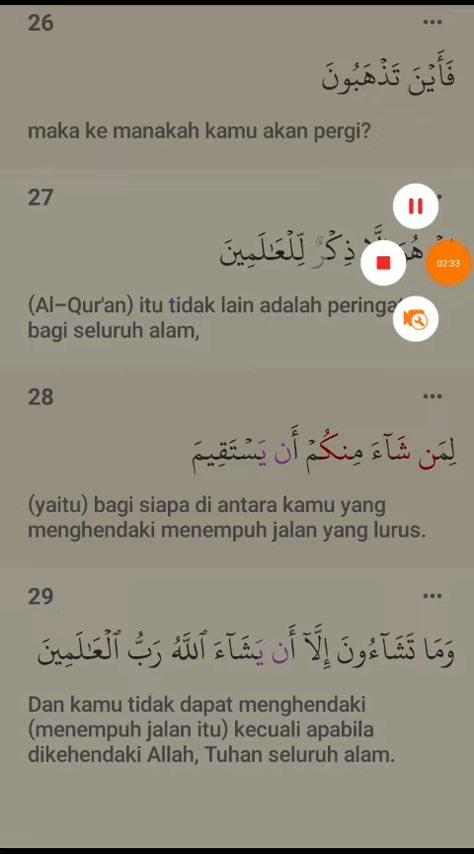 26
فَأَيْنَ تَذْهَبُونَ
maka ke manakah kamu akan pergi?
27
02:33
ذِكْرٌ لِّلْعَـٰلَمِينَ
(Al-Qur'an) itu tidak lain adalah
bagi seluruh alam,
28
لِمَن شَآءَ مِنكُمْ أَن يَسْتَقِيمَ
(yaitu) bagi siapa di antara kamu yang
menghendaki menempuh jalan yang lurus.
29
وَمَا تَشَآءُونَ إِلَّآ أَن يَشَآءَ ٱللَّهُ رَبُّ ٱلْعَـٰلَمِينَ
Dan kamu tidak dapat menghendaki
(menempuh jalan itu) kecuali apabila
dikehendaki Allah, Tuhan seluruh alam.